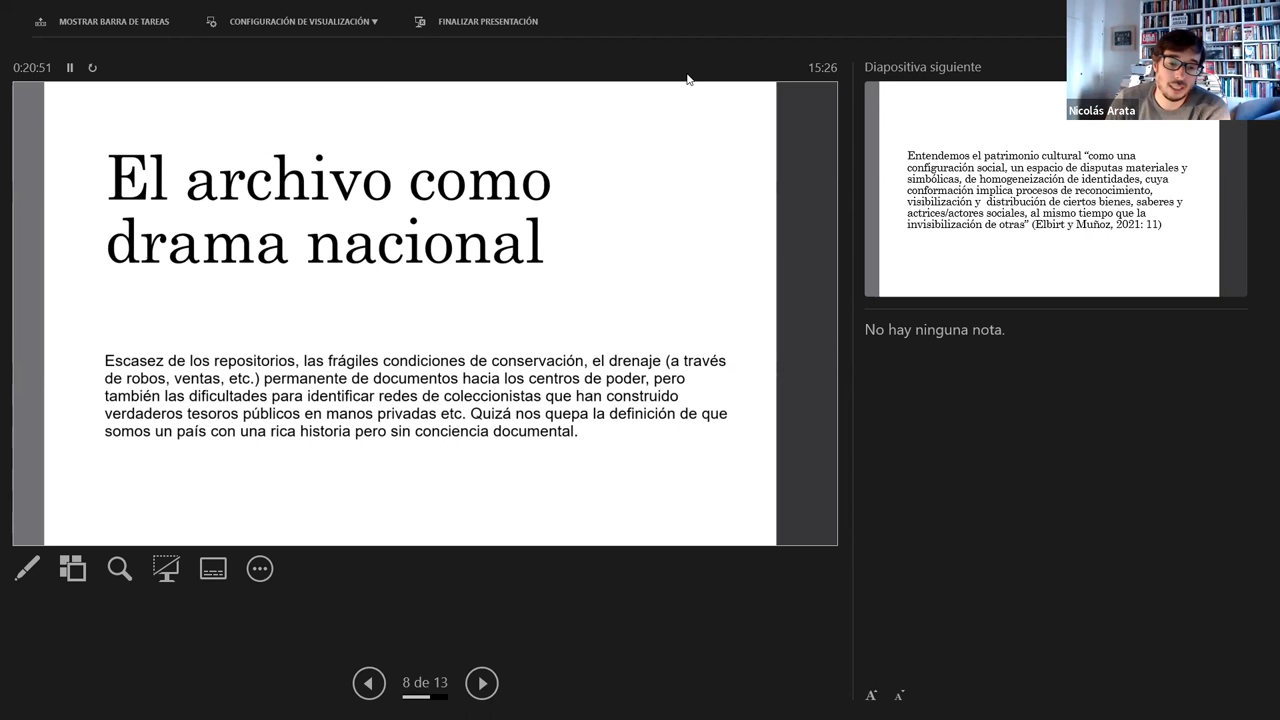 MOSTRAR BARRA DE TAREAS
CONFIGURACIÓN DE VISUALIZACIÓN ▼
FINALIZAR PRESENTACIÓN
0:20:51
15:26
El archivo como
drama nacional
Escasez de los repositorios, las frágiles condiciones de conservación, el drenaje (a través
de robos, ventas, etc.) permanente de documentos hacia los centros de poder, pero
también las dificultades para identificar redes de coleccionistas que han construido
verdaderos tesoros públicos en manos privadas etc. Quizá nos quepa la definición de que
somos un país con una rica historia pero sin conciencia documental.
8 de 13
Diapositiva siguiente
Nicolás Arata
Entendemos el patrimonio cultural “como una
configuración social, un espacio de disputas materiales y
simbólicas, de homogeneización de identidades, cuya
conformación implica procesos de reconocimiento,
visibilización y distribución de ciertos bienes, saberes y
actrices/actores sociales, al mismo tiempo que la
invisibilización de otras” (Elbirt y Muñoz, 2021: 11)
No hay ninguna nota.
A A